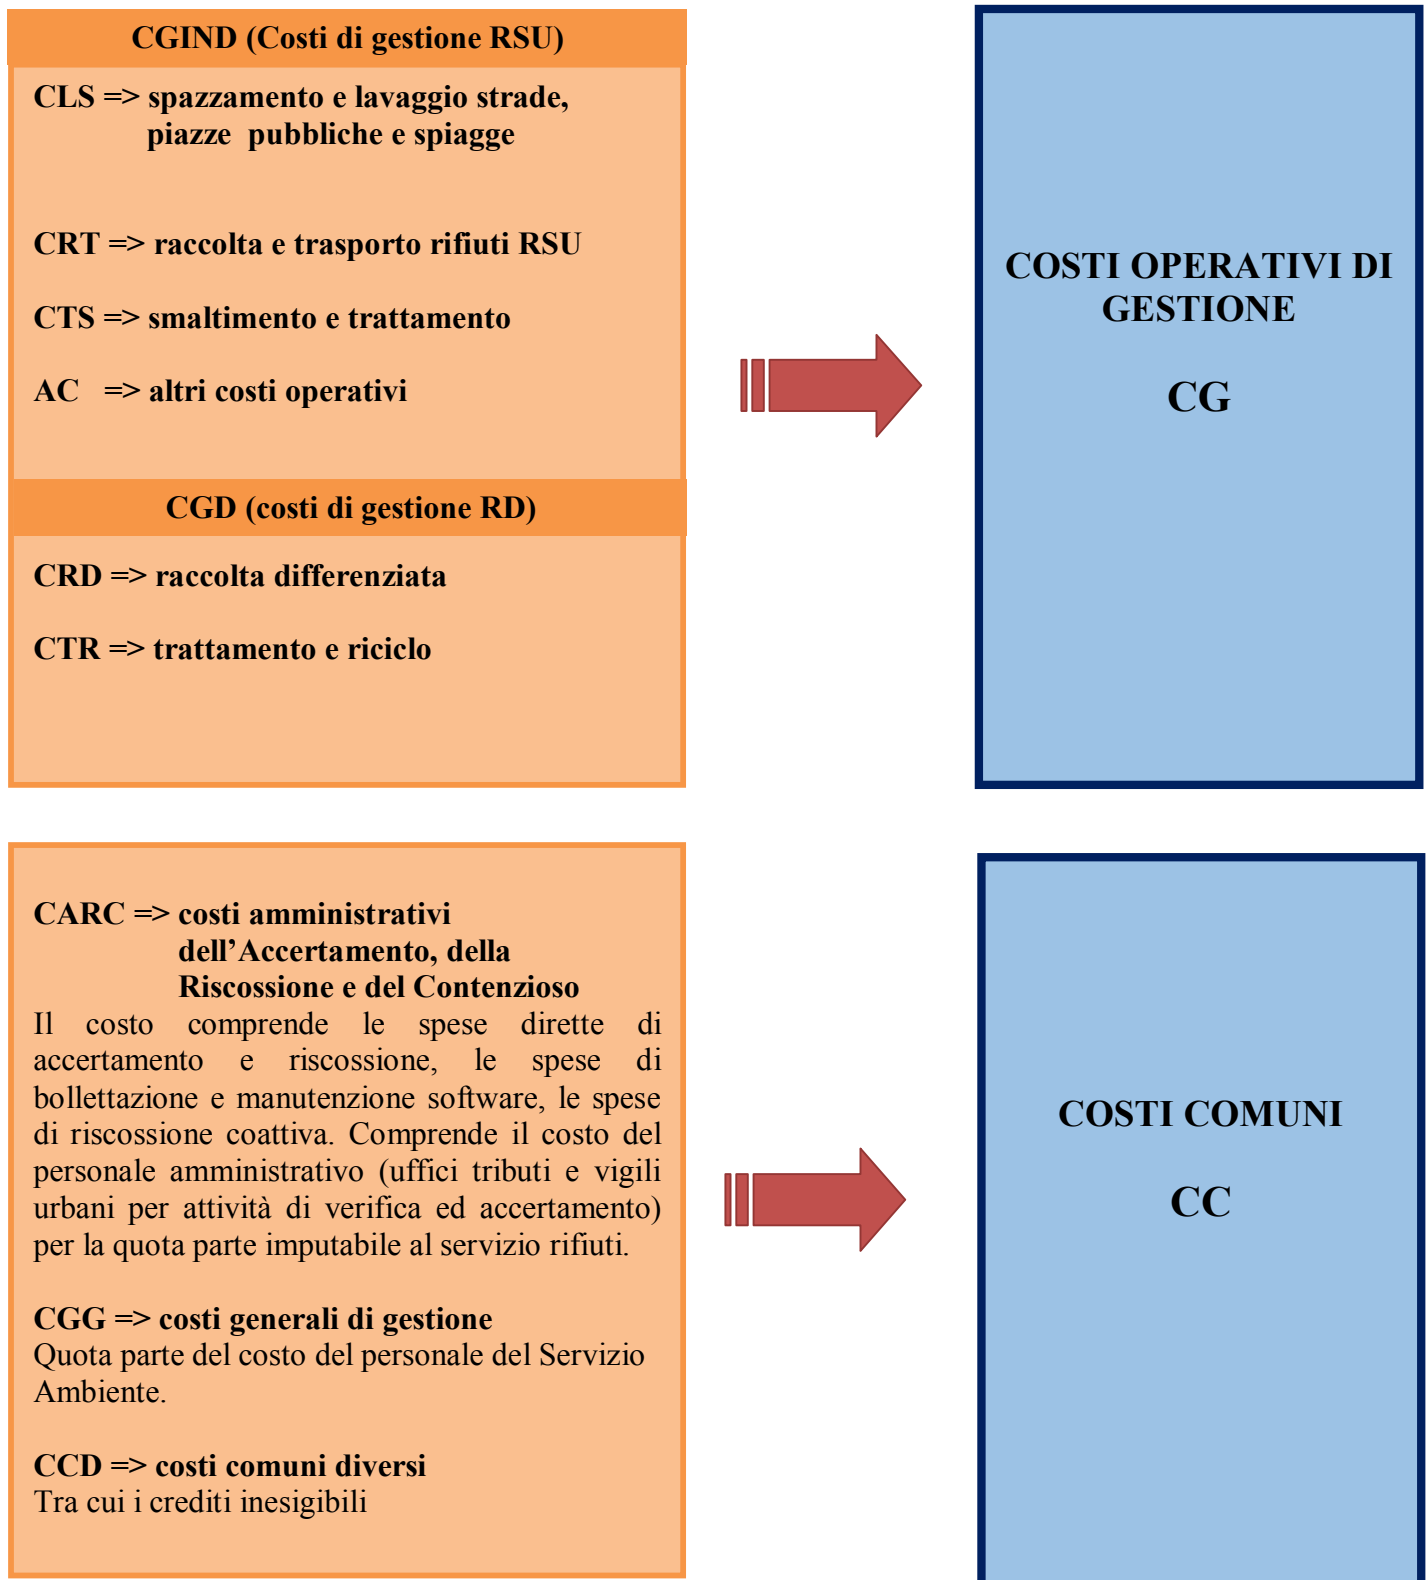 CGIND (Costi di gestione RSU)
CLS => spazzamento e lavaggio strade,
piazze pubbliche e spiagge
CRT => raccolta e trasporto rifiuti RSU
CTS => smaltimento e trattamento
AC => altri costi operativi
CGD (costi di gestione RD)
CRD => raccolta differenziata
CTR => trattamento e riciclo
COSTI OPERATIVI DI
GESTIONE
CG
CARC => costi amministrativi
dell’Accertamento, della
Riscossione e del Contenzioso
Il costo comprende le spese dirette di
accertamento e riscossione, le spese di
bollettazione e manutenzione software, le spese
di riscossione coattiva. Comprende il costo del
personale amministrativo (uffici tributi e vigili
urbani per attività di verifica ed accertamento)
per la quota parte imputabile al servizio rifiuti.
CGG => costi generali di gestione
Quota parte del costo del personale del Servizio
Ambiente.
CCD => costi comuni diversi
Tra cui i crediti inesigibili
COSTI COMUNI
CC